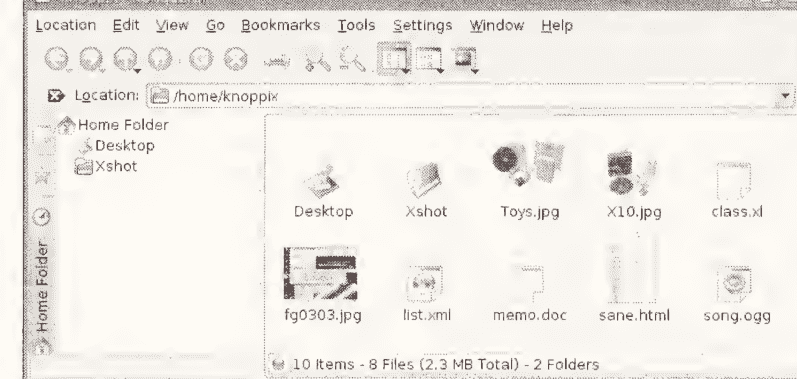 Location Edit View Go Bookmarks Tools Settings Window Help
Location: /home/knoppix
Home Folder
Desktop
Xshot
Home Folder
Desktop Xshot Toys.jpg X10.jpg class.xl
fg0303.jpg list.xml memo.doc sane.html song.ogg
10 Items - 8 Files (2.3 MB Total) - 2 Folders